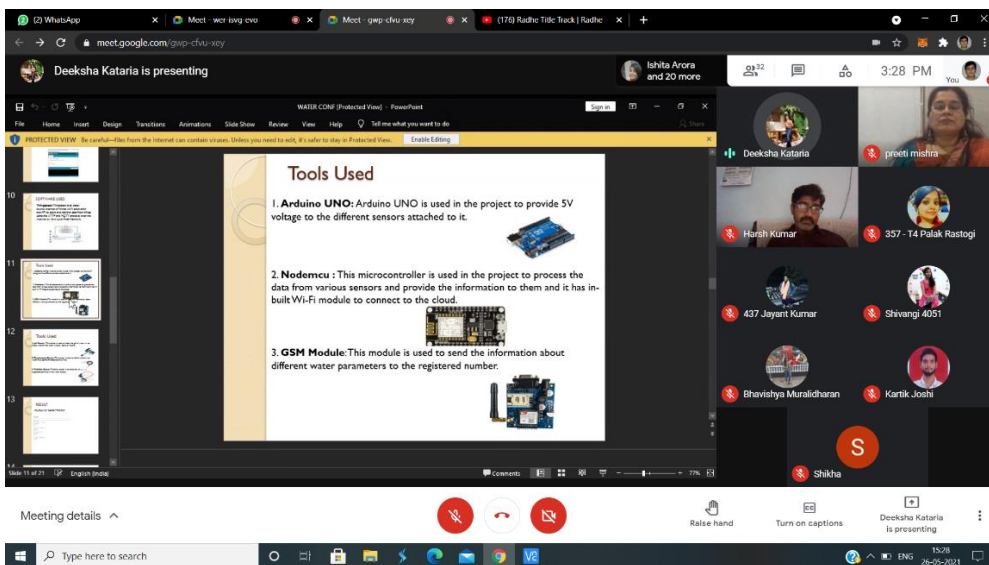 (2) WhatsApp
Meet - wer-isvg-evo
Meet - gwp-cfvu-xey
(176) Radhe Title Track | Radhe
meet.google.com/gwp-cfvu-xey
Deeksha Kataria is presenting
Ishita Arora
and 20 more
32
3:28 PM
You
WATER CONF [Protected View] - PowerPoint
Sign in
File Home Insert Design Transitions Animations Slide Show Review View Help Tell me what you want to do
Share
PROTECTED VIEW Be careful—files from the Internet can contain viruses. Unless you need to edit, it's safer to stay in Protected View.
Enable Editing
10
11
12
Tools Used
13
RESULT
Tools Used
1. Arduino UNO: Arduino UNO is used in the project to provide 5V
voltage to the different sensors attached to it.
2. Nodemcu : This microcontroller is used in the project to process the
data from various sensors and provide the information to them and it has in-
built Wi-Fi module to connect to the cloud.
3. GSM Module:This module is used to send the information about
different water parameters to the registered number.
Deeksha Kataria
preeti mishra
Harsh Kumar
357 - T4 Palak Rastogi
437 Jayant Kumar
Shivangi 4051
Bhavishya Muralidharan
Kartik Joshi
S
Shikha
Slide 11 of 21
English (India)
Comments
77%
Meeting details
Raise hand
Turn on captions
Deeksha Kataria
is presenting
Type here to search
ENG
15:28
26-05-2021